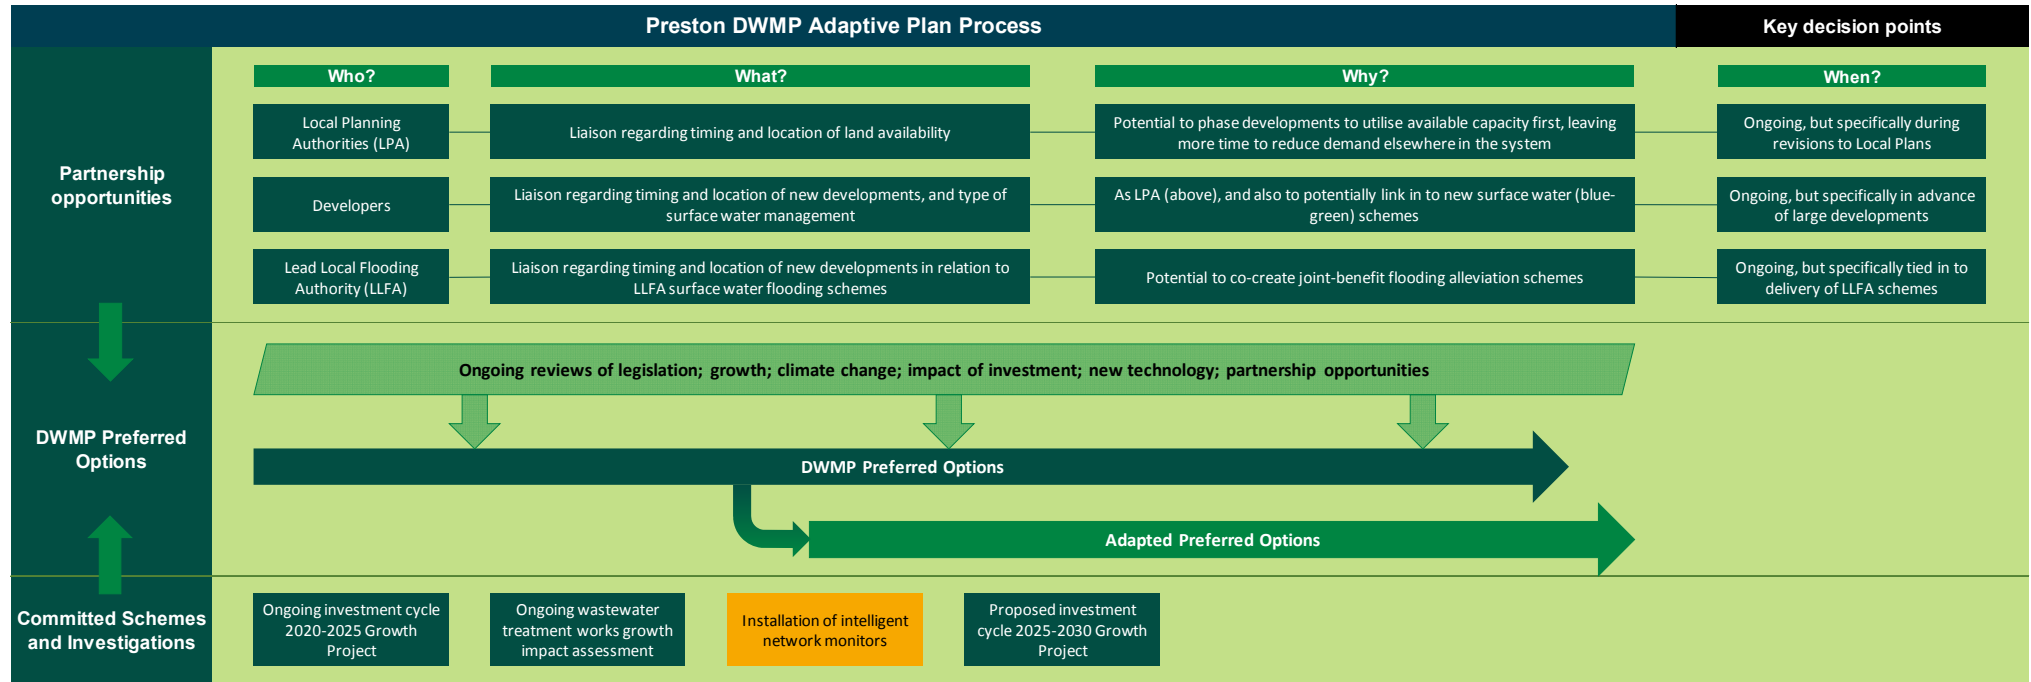 Preston DWMP Adaptive Plan Process
Key decision points
Who?
What?
Why?
When?
Partnership
opportunities
Local Planning
Authorities (LPA)
Liaison regarding timing and location of land availability
Potential to phase developments to utilise available capacity first, leaving
more time to reduce demand elsewhere in the system
Ongoing, but specifically during
revisions to Local Plans
Developers
Liaison regarding timing and location of new developments, and type of
surface water management
As LPA (above), and also to potentially link in to new surface water (blue-
green) schemes
Ongoing, but specifically in advance
of large developments
Lead Local Flooding
Authority (LLFA)
Liaison regarding timing and location of new developments in relation to
LLFA surface water flooding schemes
Potential to co-create joint-benefit flooding alleviation schemes
Ongoing, but specifically tied in to
delivery of LLFA schemes
DWMP Preferred
Options
Ongoing reviews of legislation; growth; climate change; impact of investment; new technology; partnership opportunities
DWMP Preferred Options
Adapted Preferred Options
Committed Schemes
and Investigations
Ongoing investment cycle
2020-2025 Growth
Project
Ongoing wastewater
treatment works growth
impact assessment
Installation of intelligent
network monitors
Proposed investment
cycle 2025-2030 Growth
Project